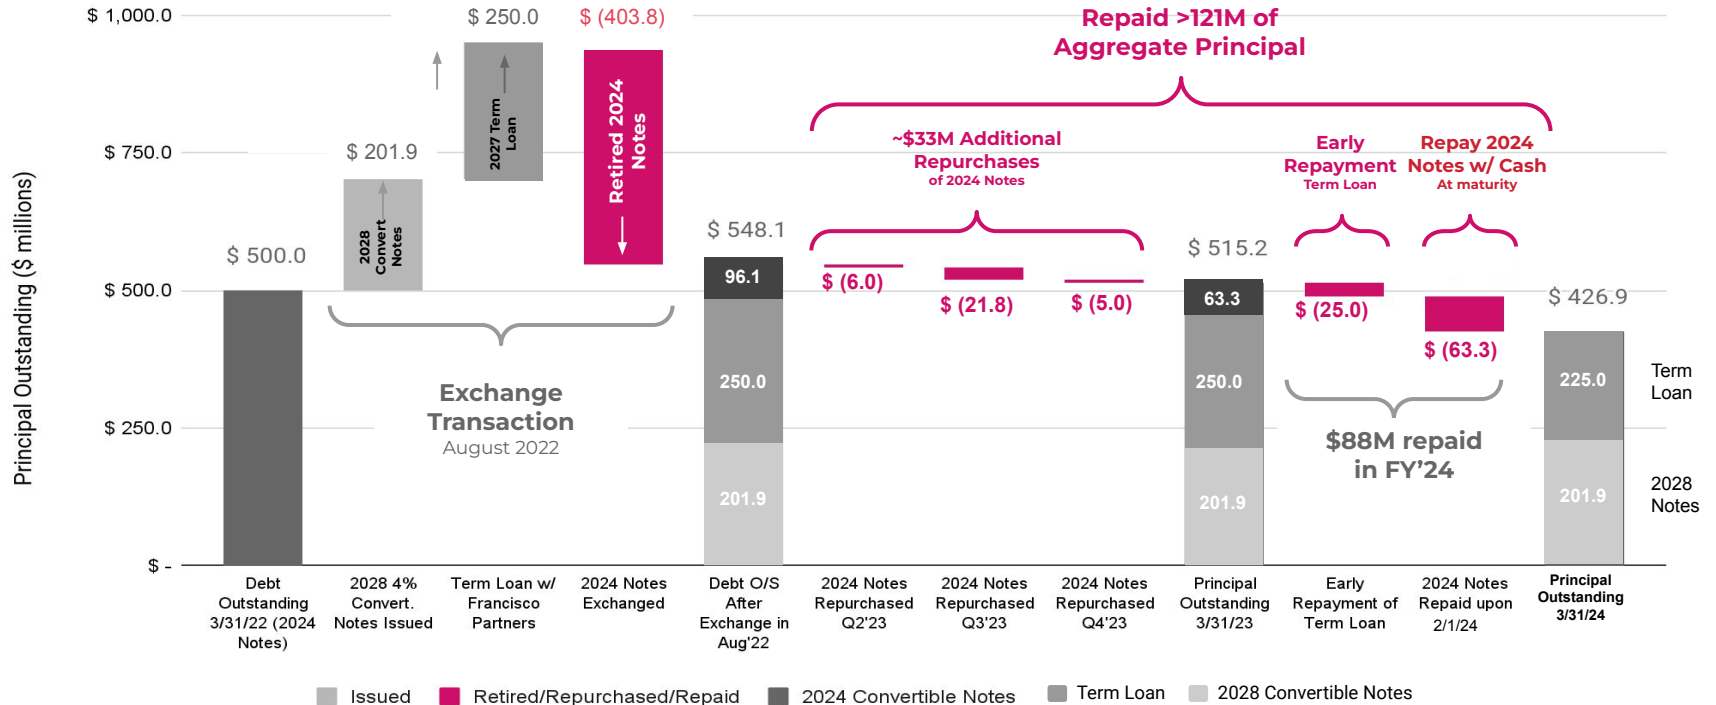 $ 1,000.0
$ 750.0
$ 500.0
$ 250.0
$ -
Principal Outstanding ($ millions)
$ 500.0
$ 201.9
2028
Convert
Notes
$ 250.0
2027 Term
Loan
$ (403.8)
Retired 2024
Notes
Exchange
Transaction
August 2022
$ 548.1
96.1
250.0
201.9
Repaid >121M of
Aggregate Principal
~$33M Additional
Repurchases
of 2024 Notes
$ (6.0)
$ (21.8)
$ (5.0)
$ 515.2
63.3
250.0
201.9
Early
Repayment
Term Loan
$ (25.0)
Repay 2024
Notes w/ Cash
At maturity
$ (63.3)
$88M repaid
in FY’24
$ 426.9
225.0
201.9
Term
Loan
2028
Notes
Debt
Outstanding
3/31/22 (2024
Notes)
2028 4%
Convert.
Notes Issued
Term Loan w/
Francisco
Partners
2024 Notes
Exchanged
Debt O/S
After
Exchange in
Aug'22
2024 Notes
Repurchased
Q2'23
2024 Notes
Repurchased
Q3'23
2024 Notes
Repurchased
Q4'23
Principal
Outstanding
3/31/23
Early
Repayment of
Term Loan
2024 Notes
Repaid upon
2/1/24
Principal
Outstanding
3/31/24
Issued
Retired/Repurchased/Repaid
2024 Convertible Notes
Term Loan
2028 Convertible Notes